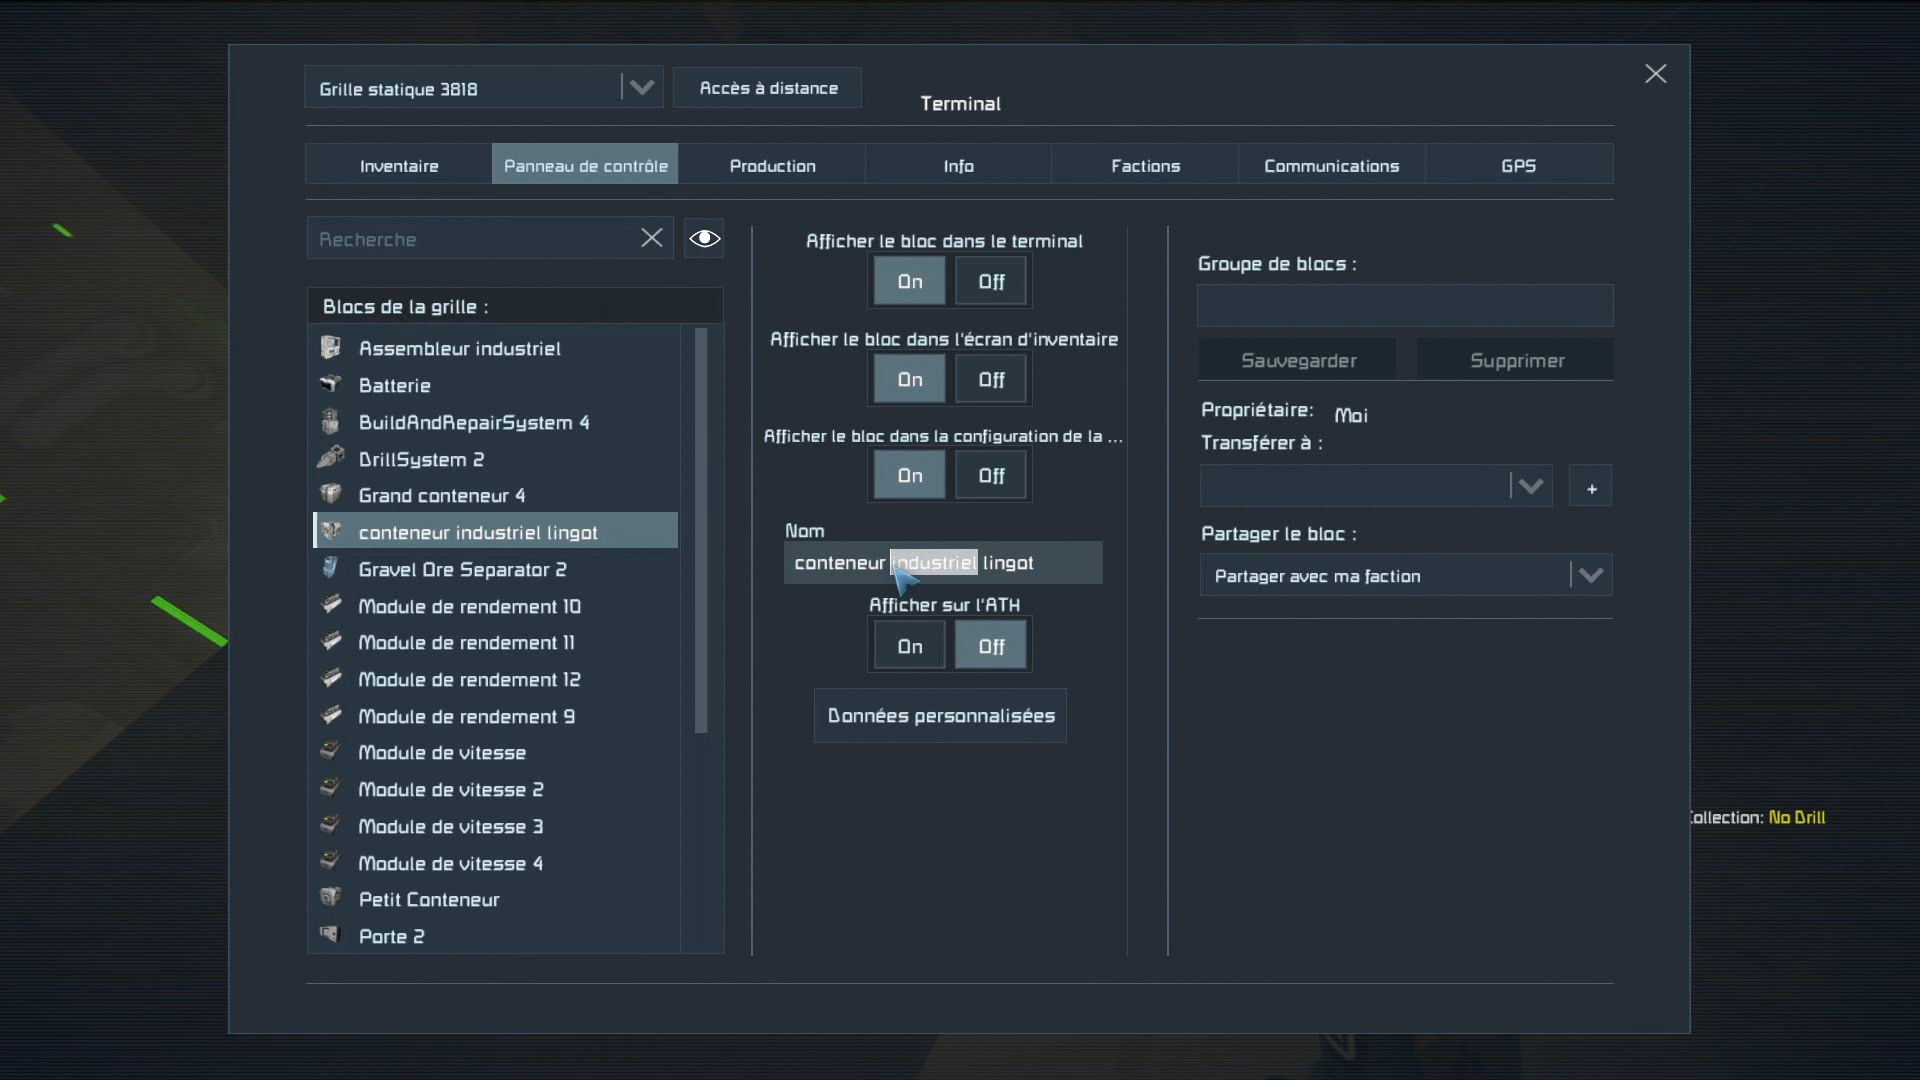 Grille statique 3818
Accès à distance
Terminal
Inventaire
Panneau de contrôle
Production
Info
Factions
Communications
GPS
Recherche
Blocs de la grille :
Assembleur industriel
Batterie
BuildAndRepairSystem 4
DrillSystem 2
Grand conteneur 4
conteneur industriel lingot
Gravel Ore Separator 2
Module de rendement 10
Module de rendement 11
Module de rendement 12
Module de rendement 9
Module de vitesse
Module de vitesse 2
Module de vitesse 3
Module de vitesse 4
Petit Conteneur
Porte 2
Afficher le bloc dans le terminal
On Off
Afficher le bloc dans l'écran d'inventaire
On Off
Afficher le bloc dans la configuration de la ...
On Off
Nom
conteneur industriel lingot
Afficher sur l'ATH
On Off
Données personnalisées
Groupe de blocs :
Sauvegarder
Supprimer
Propriétaire: Moi
Transférer à :
+
Partager le bloc :
Partager avec ma faction
Collection: No Drill